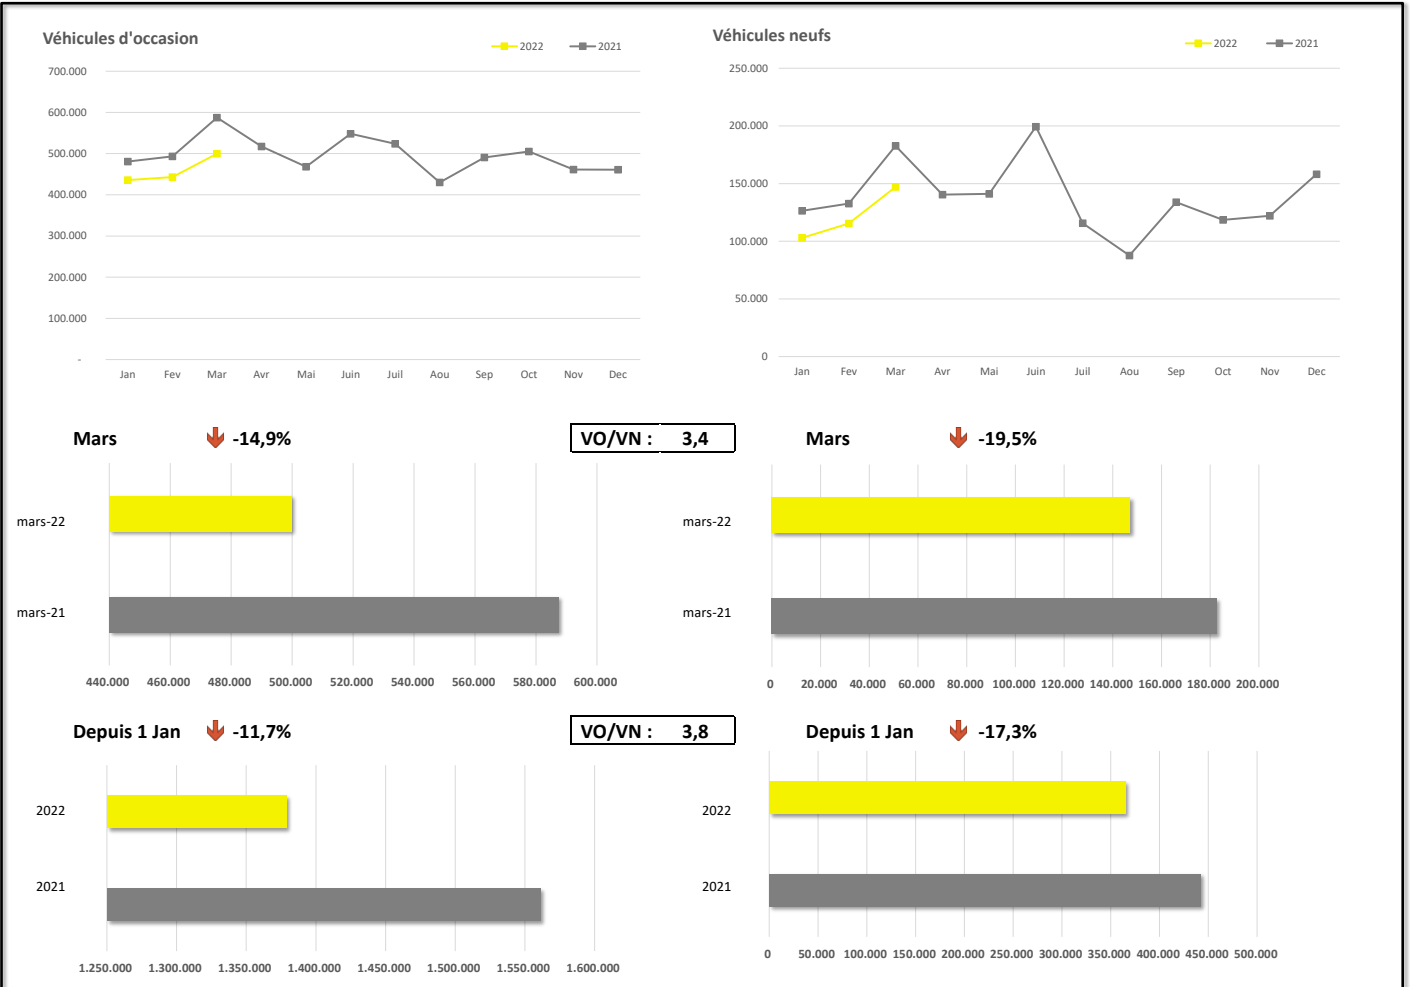 Véhicules d'occasion
2022 2021
700.000
600.000
500.000
400.000
300.000
200.000
100.000
-
Jan Fev Mar Avr Mai Juin Juil Aou Sep Oct Nov Dec
Véhicules neufs
2022 2021
250.000
200.000
150.000
100.000
50.000
0
Jan Fev Mar Avr Mai Juin Juil Aou Sep Oct Nov Dec
Mars -14,9%
VO/VN : 3,4
Mars -19,5%
mars-22
mars-21
440.000 460.000 480.000 500.000 520.000 540.000 560.000 580.000 600.000
mars-22
mars-21
0 20.000 40.000 60.000 80.000 100.000 120.000 140.000 160.000 180.000 200.000
Depuis 1 Jan -11,7%
VO/VN : 3,8
Depuis 1 Jan -17,3%
2022
2021
1.250.000 1.300.000 1.350.000 1.400.000 1.450.000 1.500.000 1.550.000 1.600.000
2022
2021
0 50.000 100.000 150.000 200.000 250.000 300.000 350.000 400.000 450.000 500.000